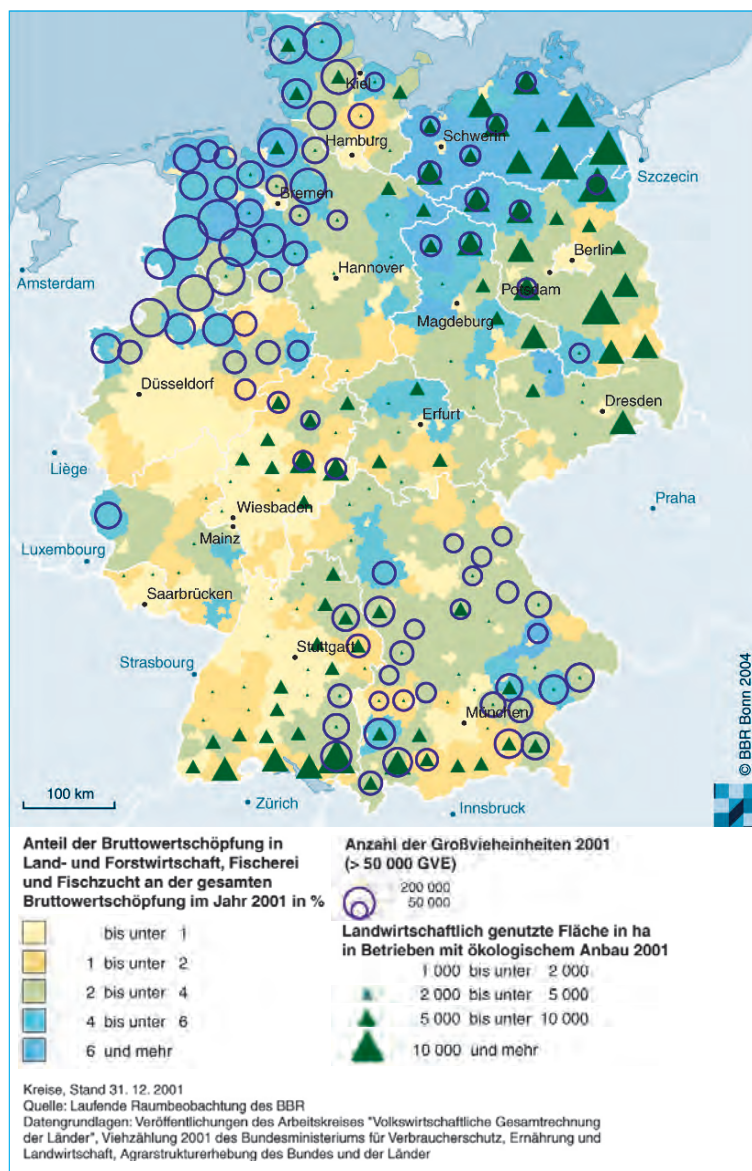 Kiel
Hamburg
Schwerin
Szczecin
Bremen
Berlin
Amsterdam
Hannover
Potsdam
Magdeburg
Düsseldorf
Erfurt
Dresden
Liège
Wiesbaden
Praha
Mainz
Luxembourg
Saarbrücken
Stuttgart
Strasbourg
München
100 km
Zürich
Innsbruck
© BBR Bonn 2004
Anteil der Bruttowertschöpfung in
Land- und Forstwirtschaft, Fischerei
und Fischzucht an der gesamten
Bruttowertschöpfung im Jahr 2001 in %
bis unter 1
1 bis unter 2
2 bis unter 4
4 bis unter 6
6 und mehr
Anzahl der Großvieheinheiten 2001
(> 50 000 GVE)
200 000
50 000
Landwirtschaftlich genutzte Fläche in ha
in Betrieben mit ökologischem Anbau 2001
1 000 bis unter 2 000
2 000 bis unter 5 000
5 000 bis unter 10 000
10 000 und mehr
Kreise, Stand 31. 12. 2001
Quelle: Laufende Raumbeobachtung des BBR
Datengrundlagen: Veröffentlichungen des Arbeitskreises "Volkswirtschaftliche Gesamtrechnung
der Länder", Viehzählung 2001 des Bundesministeriums für Verbraucherschutz, Ernährung und
Landwirtschaft, Agrarstrukturerhebung des Bundes und der Länder